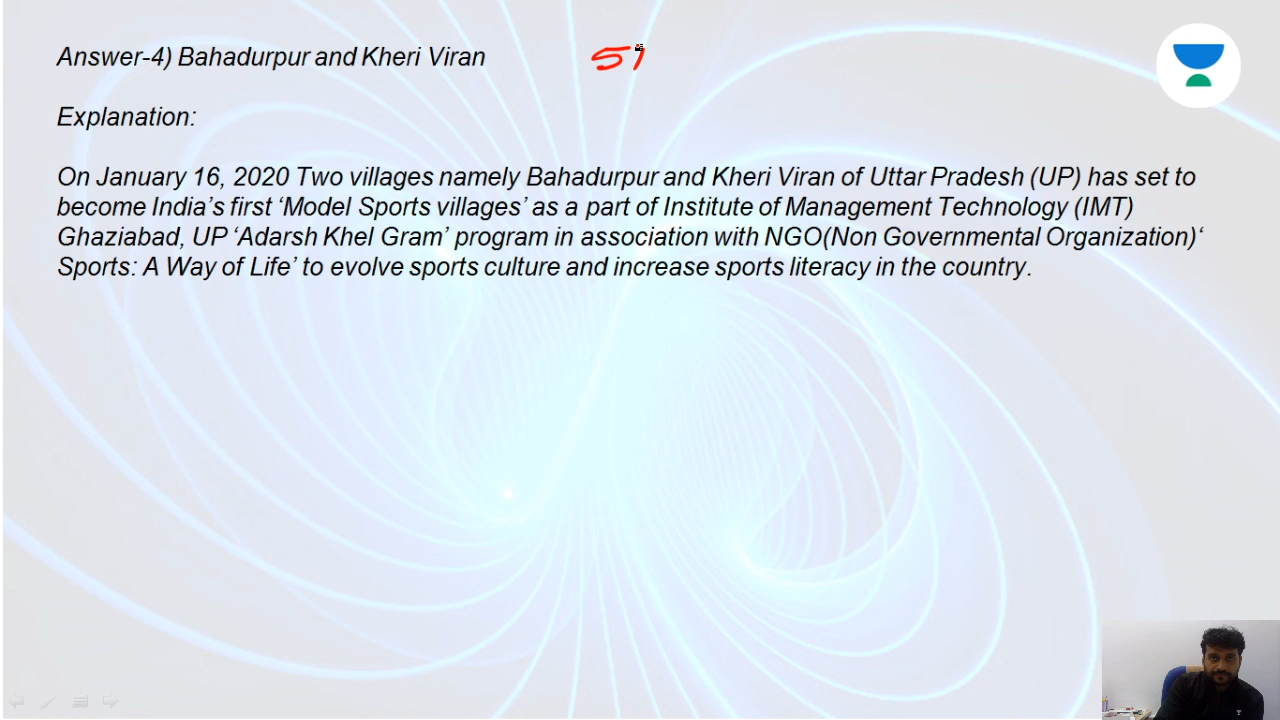 Answer-4) Bahadurpur and Kheri Viran
Explanation:
On January 16, 2020 Two villages namely Bahadurpur and Kheri Viran of Uttar Pradesh (UP) has set to
become India's first ‘Model Sports villages’ as a part of Institute of Management Technology (IMT)
Ghaziabad, UP ‘Adarsh Khel Gram’ program in association with NGO(Non Governmental Organization)‘
Sports: A Way of Life’ to evolve sports culture and increase sports literacy in the country.